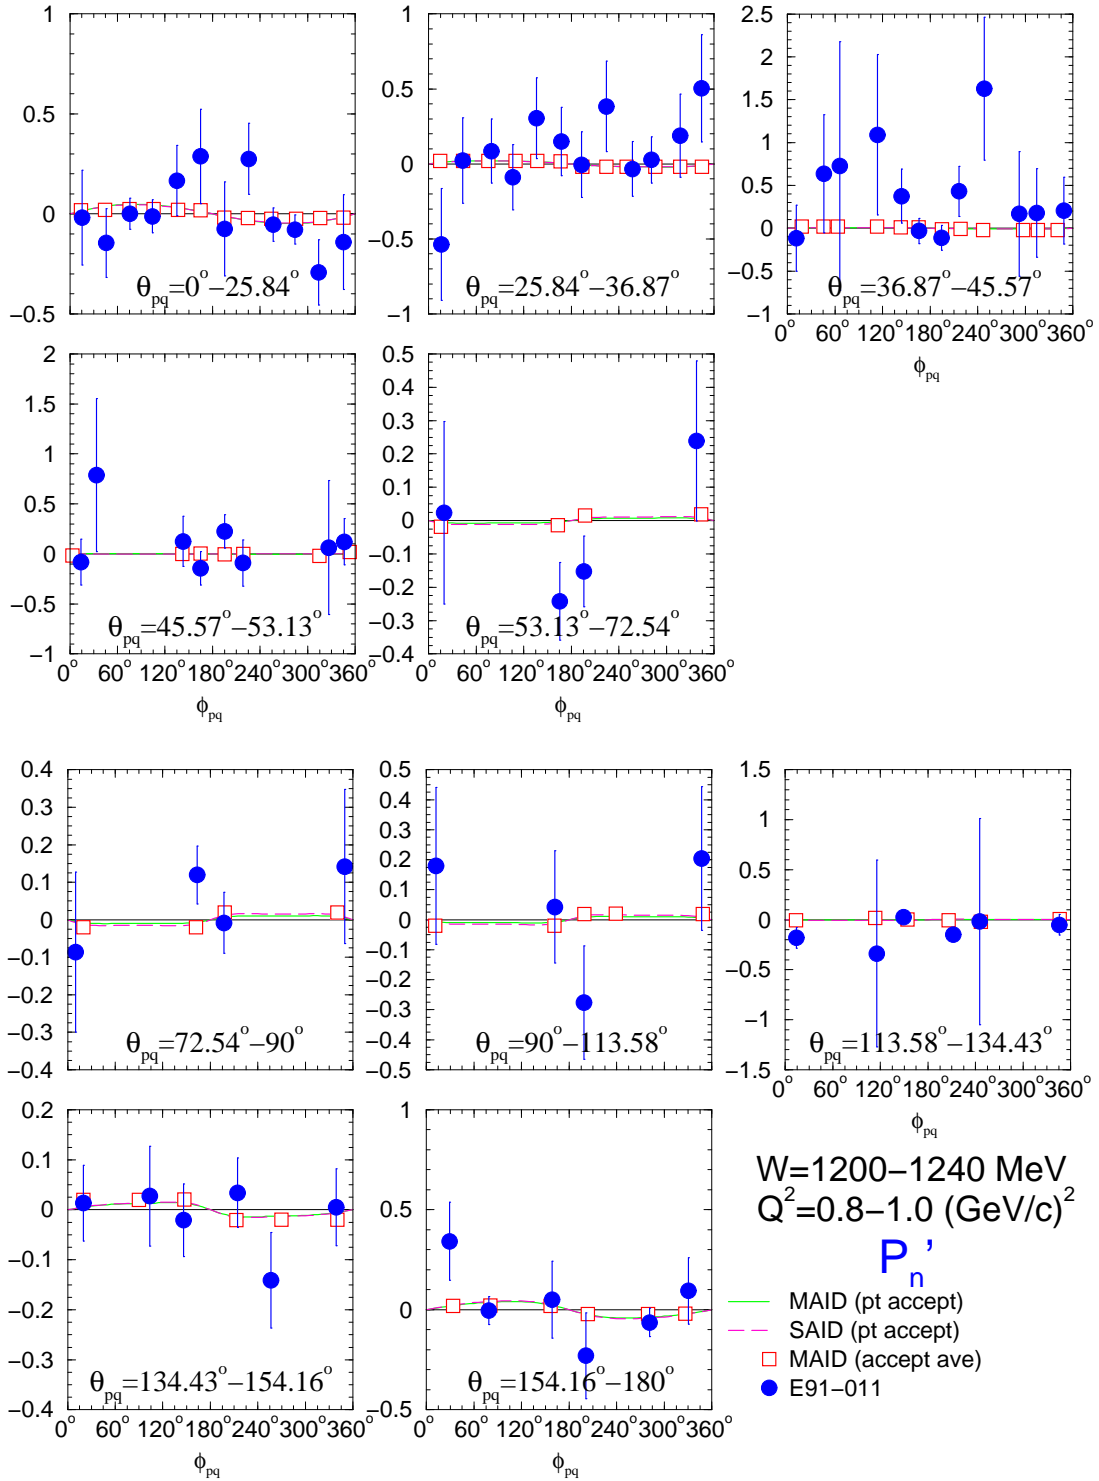 1
0.5
0
−0.5
θpq=0°−25.84°
1
0.5
0
−0.5
−1
θpq=25.84°−36.87°
2.5
2
1.5
1
0.5
0
−0.5
−1
θpq=36.87°−45.57°
0° 60° 120° 180° 240° 300° 360°
ϕpq
2
1.5
1
0.5
0
−0.5
−1
θpq=45.57°−53.13°
0° 60° 120° 180° 240° 300° 360°
ϕpq
0.5
0.4
0.3
0.2
0.1
0
−0.1
−0.2
−0.3
−0.4
θpq=53.13°−72.54°
0° 60° 120° 180° 240° 300° 360°
ϕpq
0.4
0.3
0.2
0.1
0
−0.1
−0.2
−0.3
−0.4
θpq=72.54°−90°
0.5
0.4
0.3
0.2
0.1
0
−0.1
−0.2
−0.3
−0.4
−0.5
θpq=90°−113.58°
1.5
1
0.5
0
−0.5
−1
−1.5
θpq=113.58°−134.43°
0° 60° 120° 180° 240° 300° 360°
ϕpq
0.2
0.1
0
−0.1
−0.2
−0.3
−0.4
θpq=134.43°−154.16°
0° 60° 120° 180° 240° 300° 360°
ϕpq
1
0.5
0
−0.5
θpq=154.16°−180°
0° 60° 120° 180° 240° 300° 360°
ϕpq
W=1200−1240 MeV
Q²=0.8−1.0 (GeV/c)²
Pn’
MAID (pt accept)
SAID (pt accept)
MAID (accept ave)
E91−011